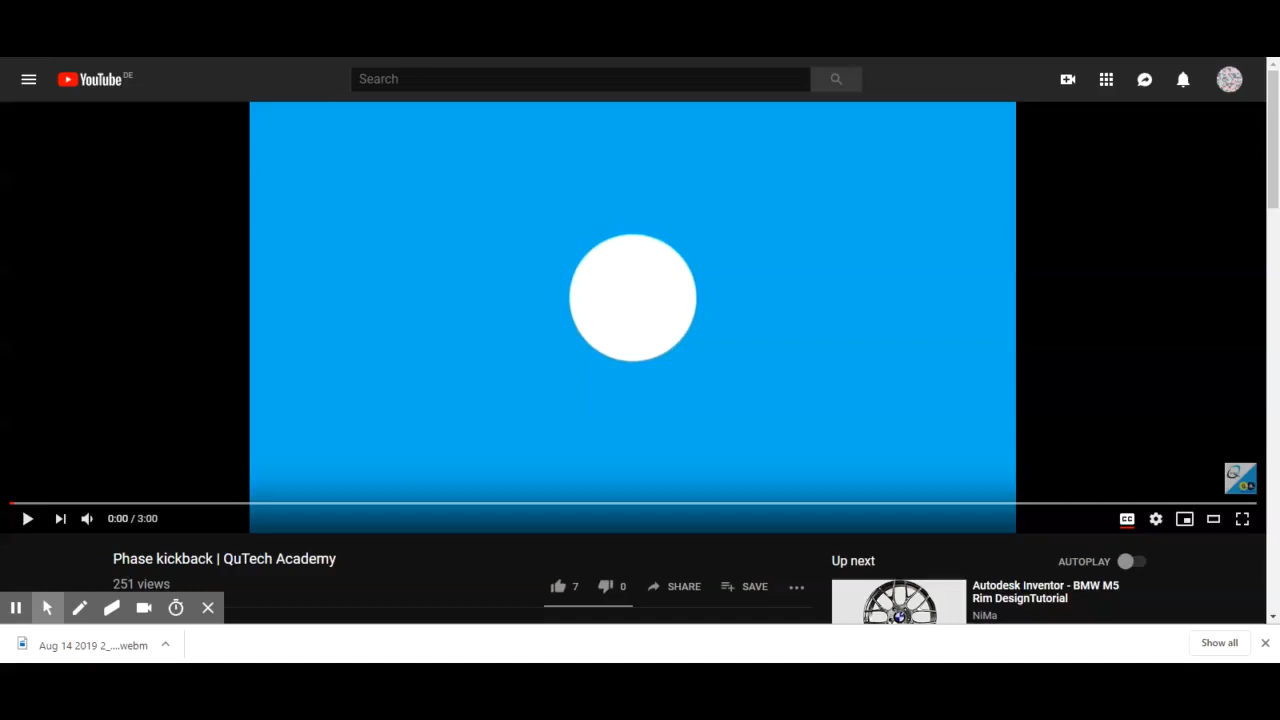 YouTube DE
Search
0:00 / 3:00
CC
Phase kickback | QuTech Academy
251 views
7
0
SHARE
SAVE
Up next
AUTOPLAY
Autodesk Inventor - BMW M5
Rim DesignTutorial
NiMa
Aug 14 2019 2_....webm
Show all